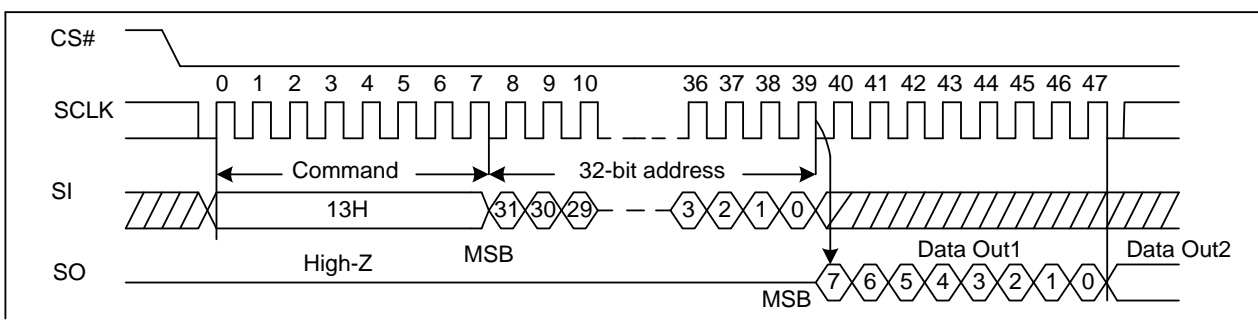 CS#
0 1 2 3 4 5 6 7 8 9 10 36 37 38 39 40 41 42 43 44 45 46 47
SCLK
Command 32-bit address
SI
13H 31 30 29 3 2 1 0
High-Z MSB Data Out1 Data Out2
SO
MSB 7 6 5 4 3 2 1 0